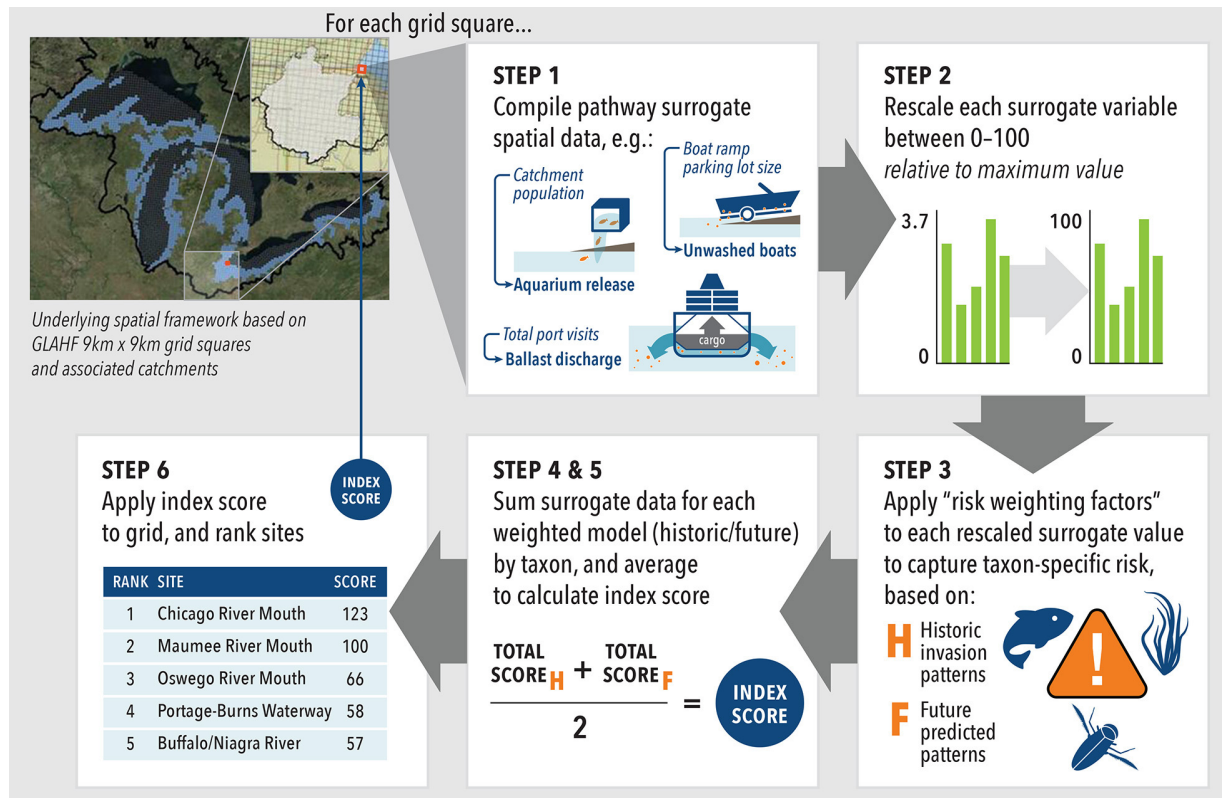 For each grid square...
Underlying spatial framework based on
GLAHF 9km x 9km grid squares
and associated catchments
STEP 1
Compile pathway surrogate
spatial data, e.g.:
Catchment
population
Aquarium release
Boat ramp
parking lot size
Unwashed boats
Total port visits
Ballast discharge
cargo
STEP 2
Rescale each surrogate variable
between 0–100
relative to maximum value
3.7
0
100
0
STEP 3
Apply “risk weighting factors”
to each rescaled surrogate value
to capture taxon-specific risk,
based on:
H Historic
invasion
patterns
F Future
predicted
patterns
!
STEP 4 & 5
Sum surrogate data for each
weighted model (historic/future)
by taxon, and average
to calculate index score
TOTAL SCORE H + TOTAL SCORE F
2
=
INDEX
SCORE
STEP 6
Apply index score
to grid, and rank sites
INDEX
SCORE
RANK SITE SCORE
1 Chicago River Mouth 123
2 Maumee River Mouth 100
3 Oswego River Mouth 66
4 Portage-Burns Waterway 58
5 Buffalo/Niagra River 57